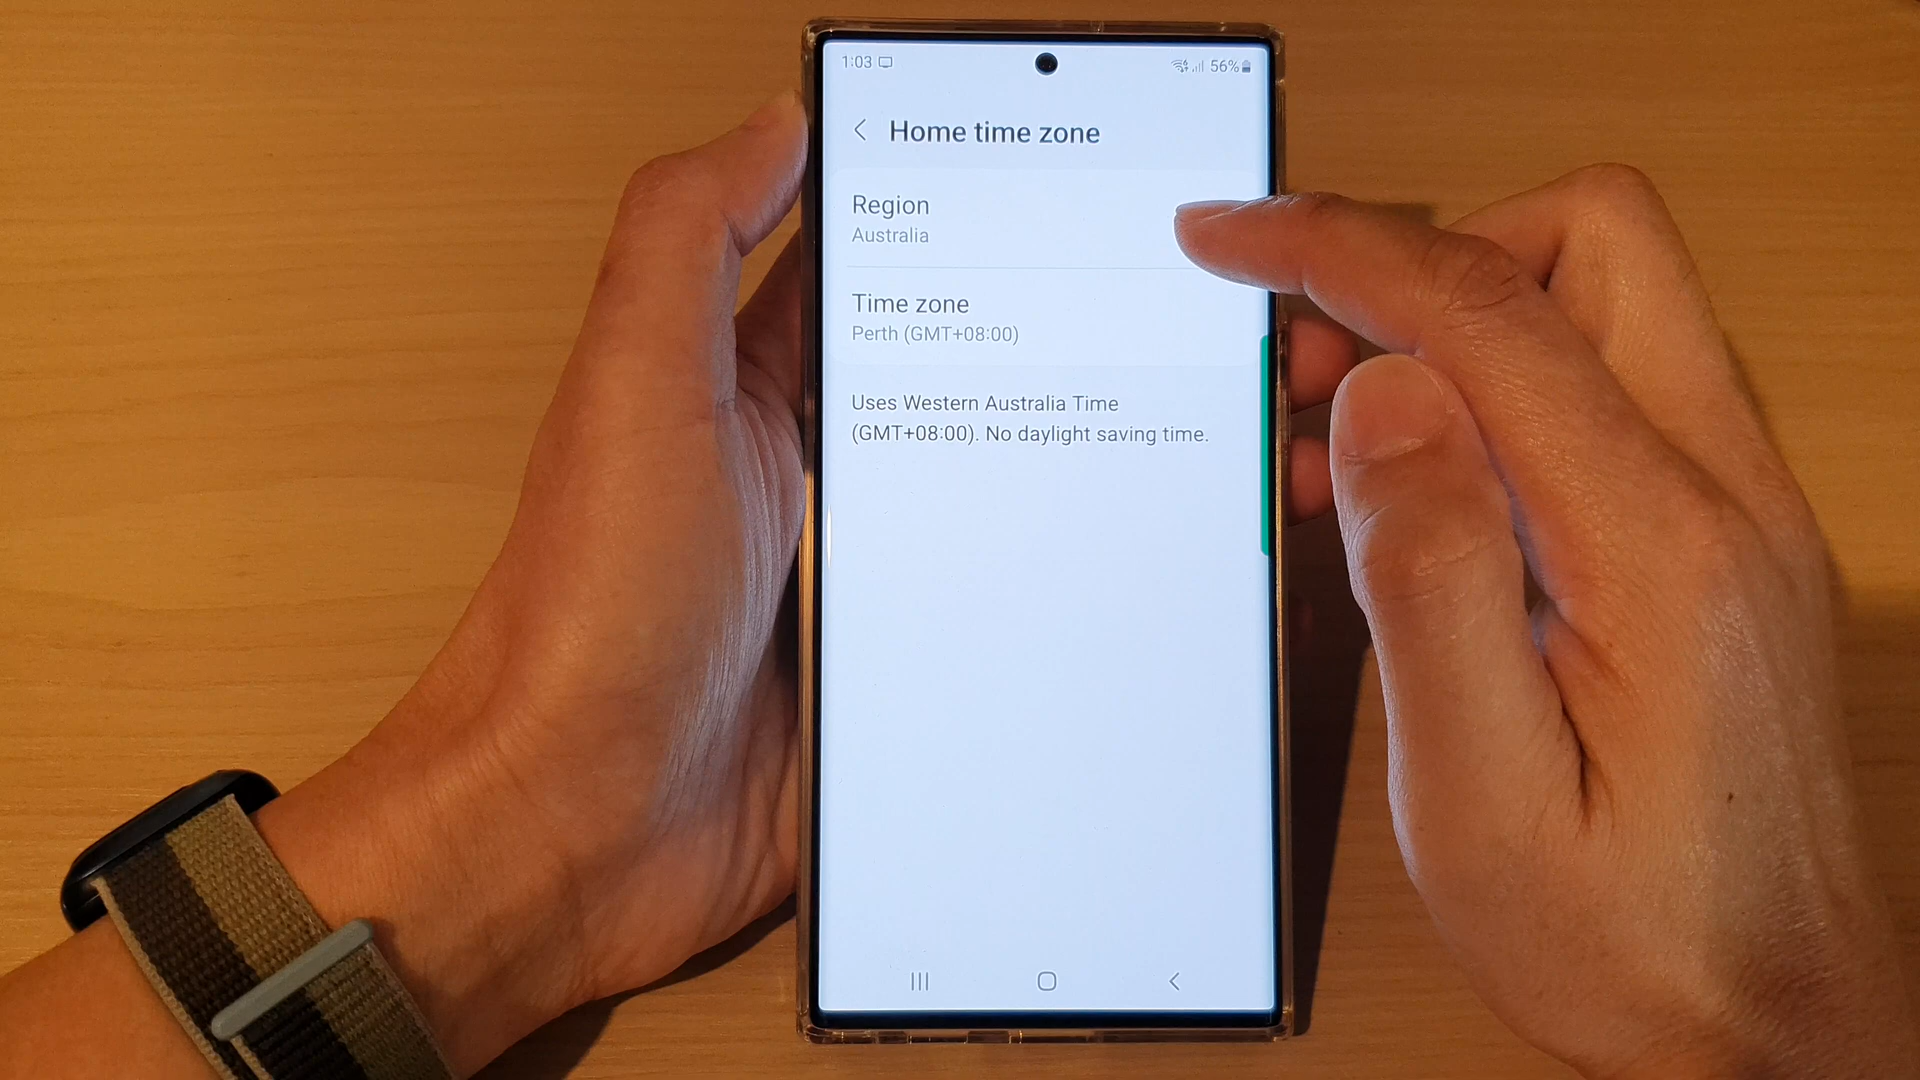 1:03 56%
Home time zone
Region
Australia
Time zone
Perth (GMT+08:00)
Uses Western Australia Time
(GMT+08:00). No daylight saving time.